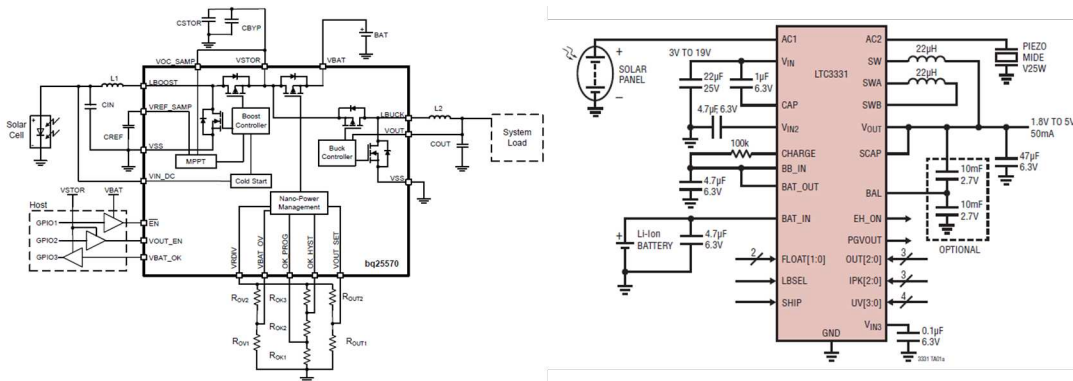 CSTOR
CBYP
BAT
VOC_SAMP
VSTOR
VBAT
L1
LBOOST
CIN
VREF_SAMP
Solar
Cell
CREF
Boost
Controller
VSS
MPPT
VIN_DC
Cold Start
LBUCK
L2
VOUT
Buck
Controller
COUT
System
Load
VSS
Nano-Power
Management
VSTOR
VBAT
Host
GPIO1
EN
GPIO2
VOUT_EN
GPIO3
VBAT_OK
VRDIV
VBAT_OV
OK_PROG
OK_HYST
VOUT_SET
bq25570
ROV2
ROK3
ROUT2
ROK2
ROV1
ROK1
ROUT1
AC1
AC2
LTC3331
SOLAR
PANEL
+
–
3V TO 19V
VIN
22µF
25V
1µF
6.3V
CAP
4.7µF 6.3V
VIN2
100k
CHARGE
BB_IN
BAT_OUT
4.7µF
6.3V
BAT_IN
+
–
Li-Ion
BATTERY
4.7µF
6.3V
2
FLOAT[1:0]
LBSEL
SHIP
GND
SW
22µH
SWA
22µH
SWB
PIEZO
MIDE
V25W
VOUT
1.8V TO 5V
50mA
SCAP
10mF
2.7V
47µF
6.3V
BAL
10mF
2.7V
OPTIONAL
EH_ON
PGVOUT
OUT[2:0]
3
IPK[2:0]
3
UV[3:0]
4
VIN3
0.1µF
6.3V
3331 TA01a